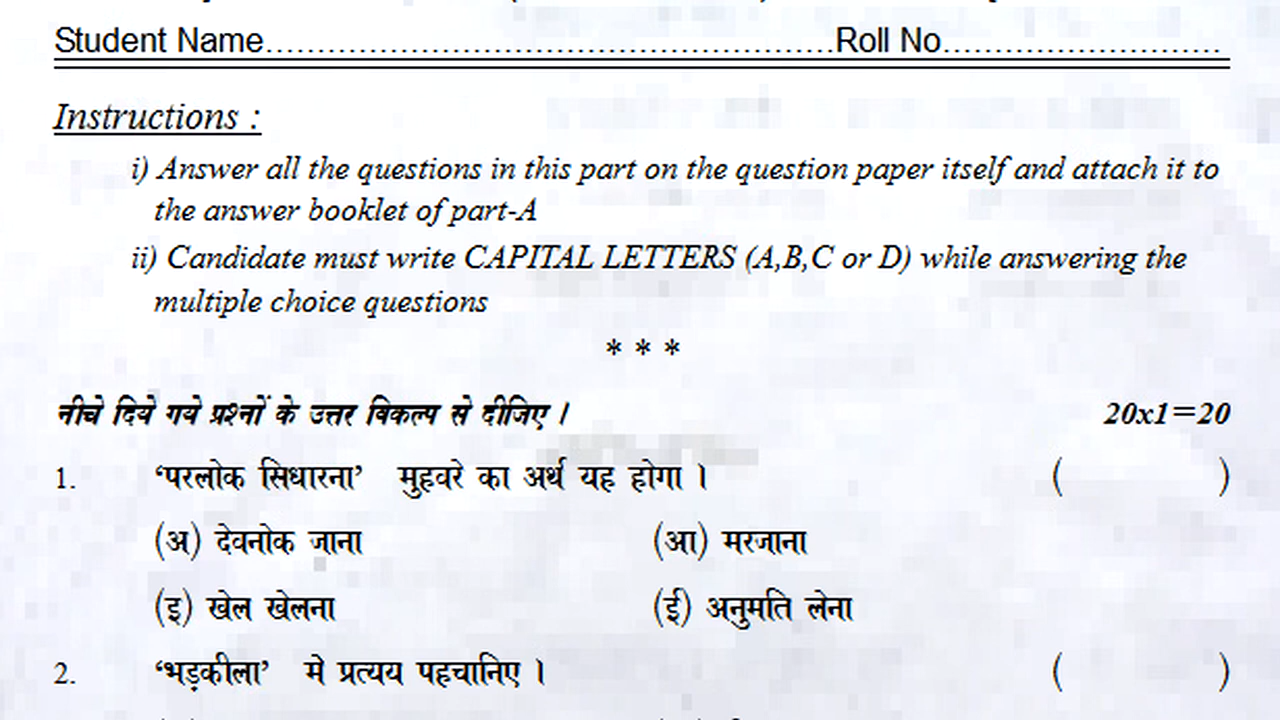 Student Name.......................................................Roll No...........................
Instructions :
i) Answer all the questions in this part on the question paper itself and attach it to
the answer booklet of part-A
ii) Candidate must write CAPITAL LETTERS (A,B,C or D) while answering the
multiple choice questions
* * *
नीचे दिये गये प्रश्नों के उत्तर विकल्प से दीजिए । 20x1=20
1. ‘परलोक सिधारना’ मुहवरे का अर्थ यह होगा । ( )
(अ) देवनोक जाना (आ) मरजाना
(इ) खेल खेलना (ई) अनुमति लेना
2. ‘भड़कीला’ मे प्रत्यय पहचानिए । ( )